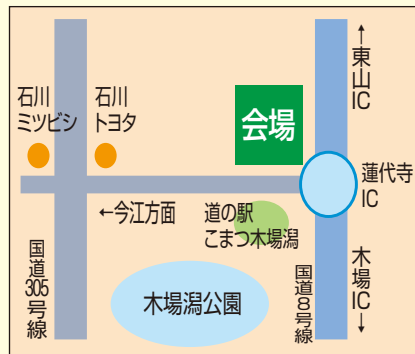 石川
ミツビシ
石川
トヨタ
会場
↑
東山IC
蓮代寺
IC
←今江方面
道の駅
こまつ木場潟
国道305号線
木場潟公園
国道8号線
木場IC
↓